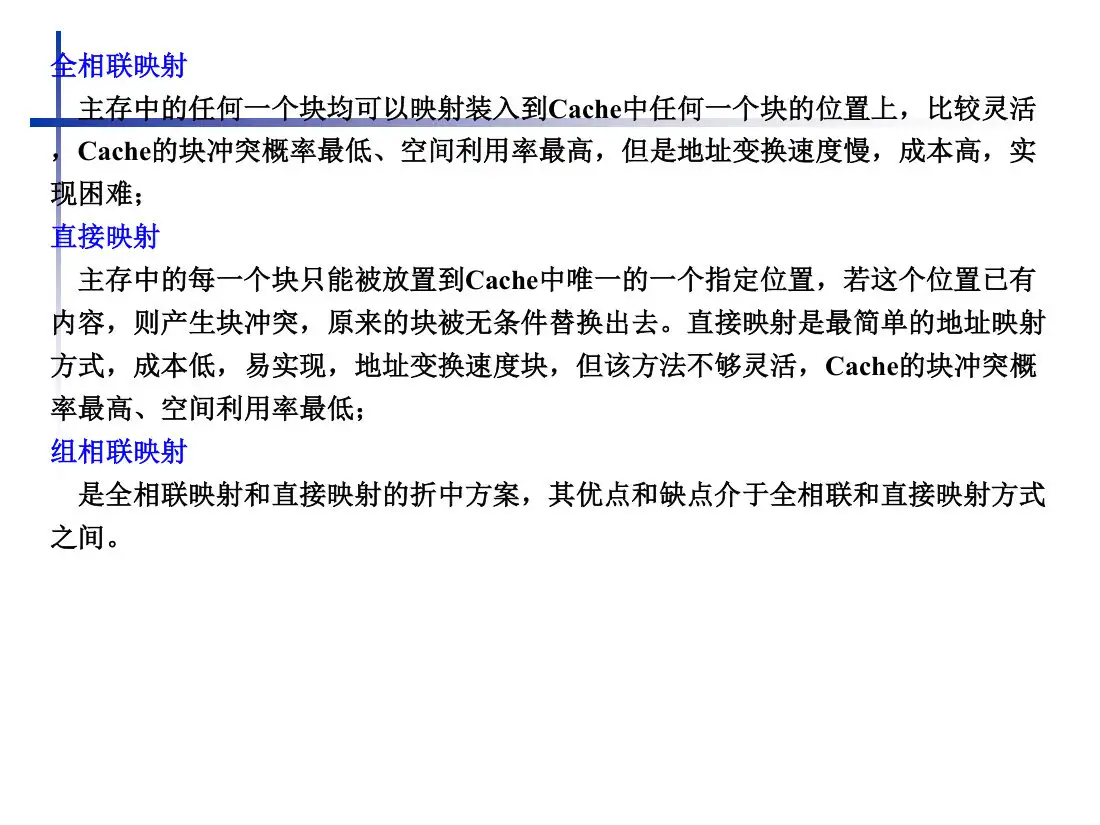 全相联映射
主存中的任何一个块均可以映射装入到Cache中任何一个块的位置上，比较灵活
，Cache的块冲突概率最低、空间利用率最高，但是地址变换速度慢，成本高，实
现困难；
直接映射
主存中的每一个块只能被放置到Cache中唯一的一个指定位置，若这个位置已有
内容，则产生块冲突，原来的块被无条件替换出去。直接映射是最简单的地址映射
方式，成本低，易实现，地址变换速度块，但该方法不够灵活，Cache的块冲突概
率最高、空间利用率最低；
组相联映射
是全相联映射和直接映射的折中方案，其优点和缺点介于全相联和直接映射方式
之间。